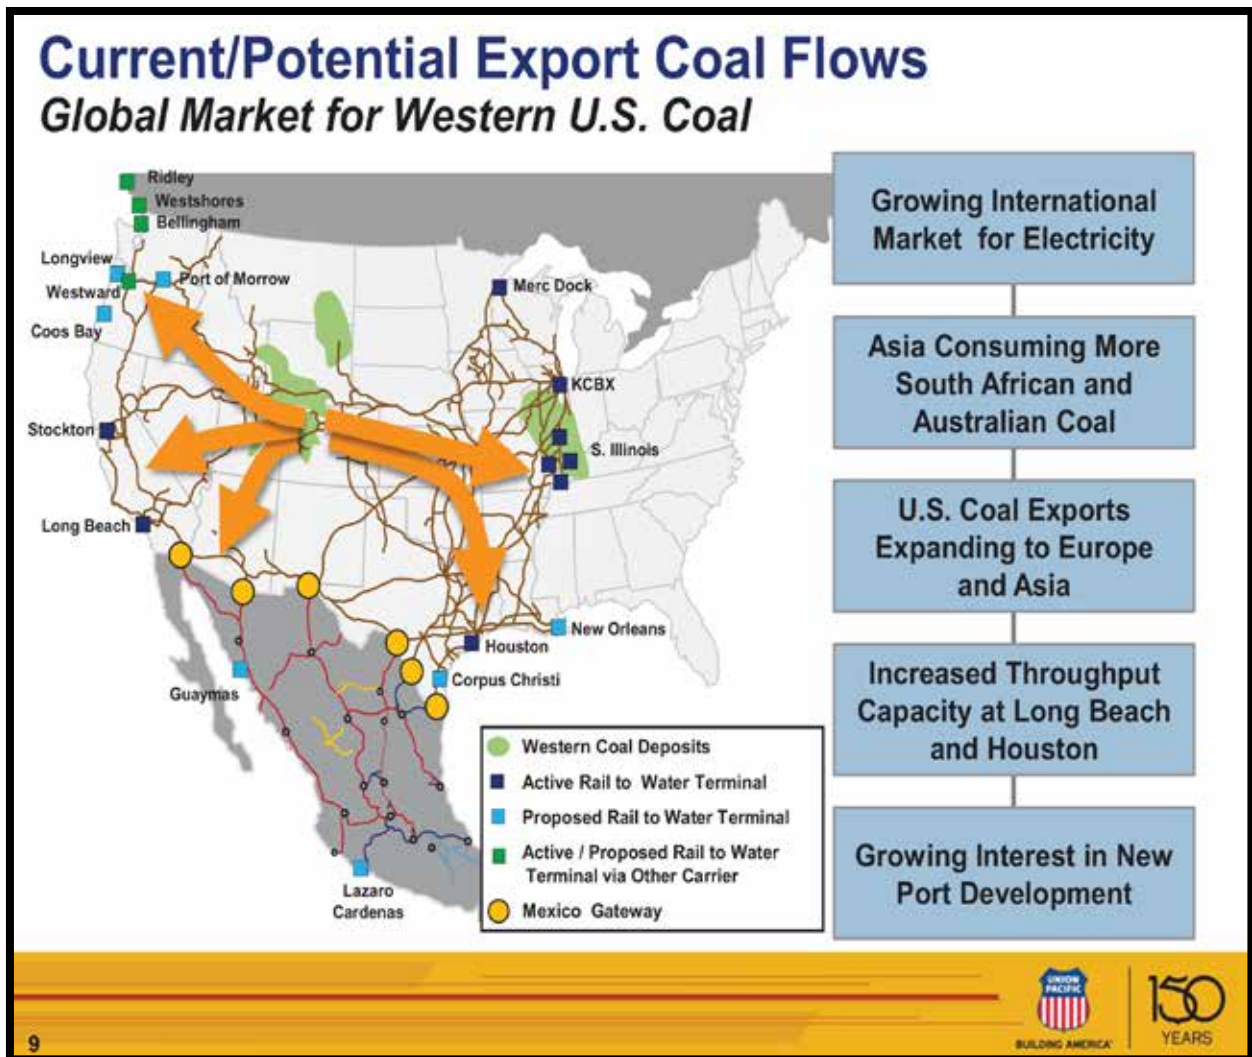 Current/Potential Export Coal Flows
Global Market for Western U.S. Coal
Ridley
Westshores
Bellingham
Longview
Port of Morrow
Westward
Coos Bay
Merc Dock
KCBX
Stockton
S. Illinois
Long Beach
New Orleans
Houston
Corpus Christi
Guaymas
Lazaro
Cardenas
Western Coal Deposits
Active Rail to Water Terminal
Proposed Rail to Water Terminal
Active / Proposed Rail to Water
Terminal via Other Carrier
Mexico Gateway
Growing International
Market for Electricity
Asia Consuming More
South African and
Australian Coal
U.S. Coal Exports
Expanding to Europe
and Asia
Increased Throughput
Capacity at Long Beach
and Houston
Growing Interest in New
Port Development
9
UNION
PACIFIC
BUILDING AMERICA®
150
YEARS